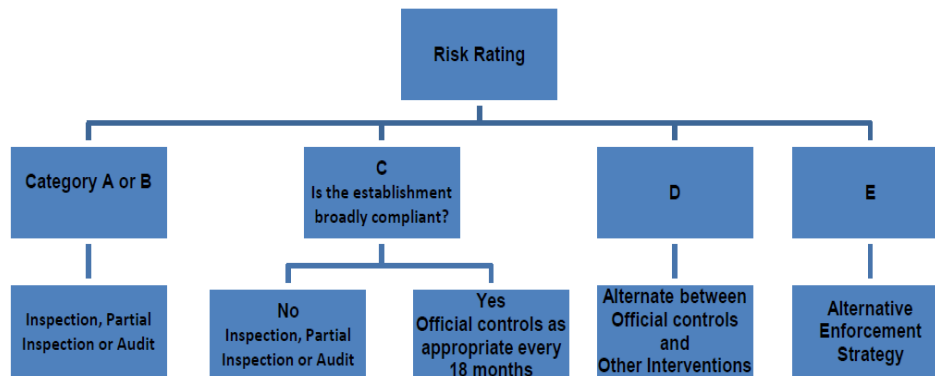 Risk Rating
Category A or B
C
Is the establishment
broadly compliant?
D
E
Inspection, Partial
Inspection or Audit
No
Inspection, Partial
Inspection or Audit
Yes
Official controls as
appropriate every
18 months
Alternate between
Official controls
and
Other Interventions
Alternative
Enforcement
Strategy